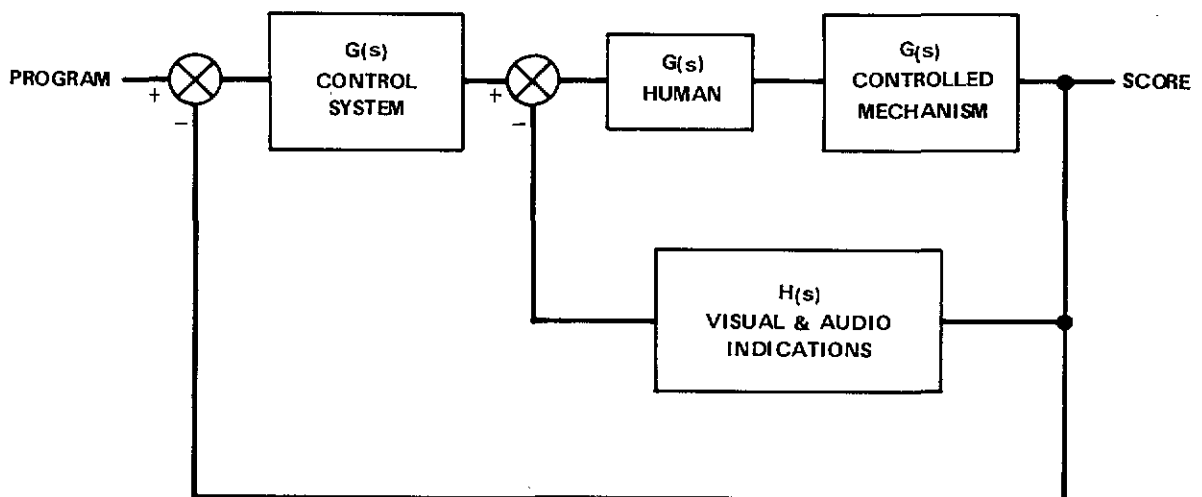 PROGRAM
+
−
G(s)
CONTROL
SYSTEM
+
−
G(s)
HUMAN
G(s)
CONTROLLED
MECHANISM
SCORE
H(s)
VISUAL & AUDIO
INDICATIONS